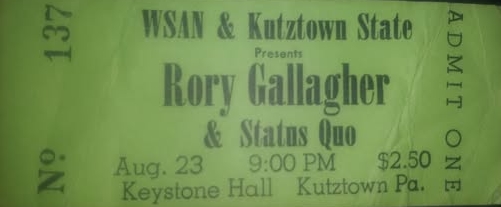 No. 137
WSAN & Kutztown State
Presents
Rory Gallagher
& Status Quo
Aug. 23 9:00 PM $2.50
Keystone Hall Kutztown Pa.
ADMIT ONE